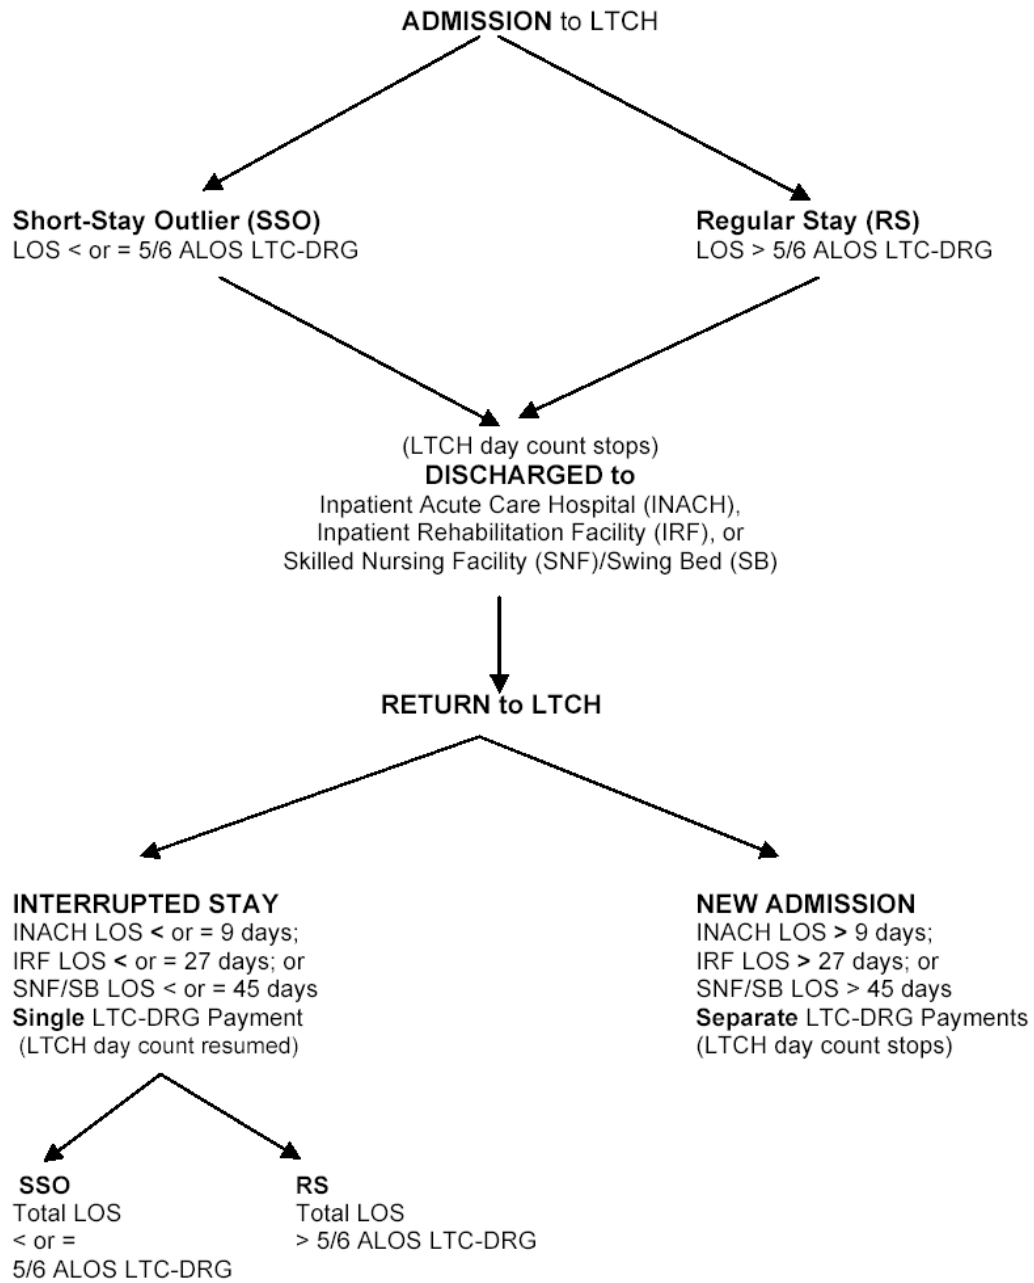 ADMISSION to LTCH
Short-Stay Outlier (SSO)
LOS < or = 5/6 ALOS LTC-DRG
Regular Stay (RS)
LOS > 5/6 ALOS LTC-DRG
(LTCH day count stops)
DISCHARGED to
Inpatient Acute Care Hospital (INACH),
Inpatient Rehabilitation Facility (IRF), or
Skilled Nursing Facility (SNF)/Swing Bed (SB)
RETURN to LTCH
INTERRUPTED STAY
INACH LOS < or = 9 days;
IRF LOS < or = 27 days; or
SNF/SB LOS < or = 45 days
Single LTC-DRG Payment
(LTCH day count resumed)
NEW ADMISSION
INACH LOS > 9 days;
IRF LOS > 27 days; or
SNF/SB LOS > 45 days
Separate LTC-DRG Payments
(LTCH day count stops)
SSO
Total LOS
< or =
5/6 ALOS LTC-DRG
RS
Total LOS
> 5/6 ALOS LTC-DRG